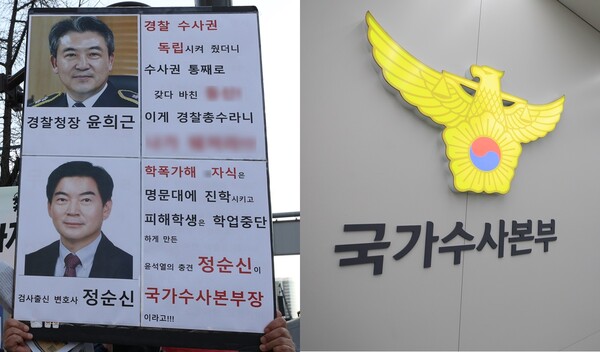 경찰 수사권
독립시켜 줬더니
수사권 통째로
갖다 바친
이게 경찰총수라니
경찰청장 윤희근
학폭가해 자식은
명문대에 진학시키고
피해학생은 학업중단
하게 만든
윤석열의 충견 정순신이
국가수사본부장
이라고!!!
검사출신 변호사 정순신
국가수사본부